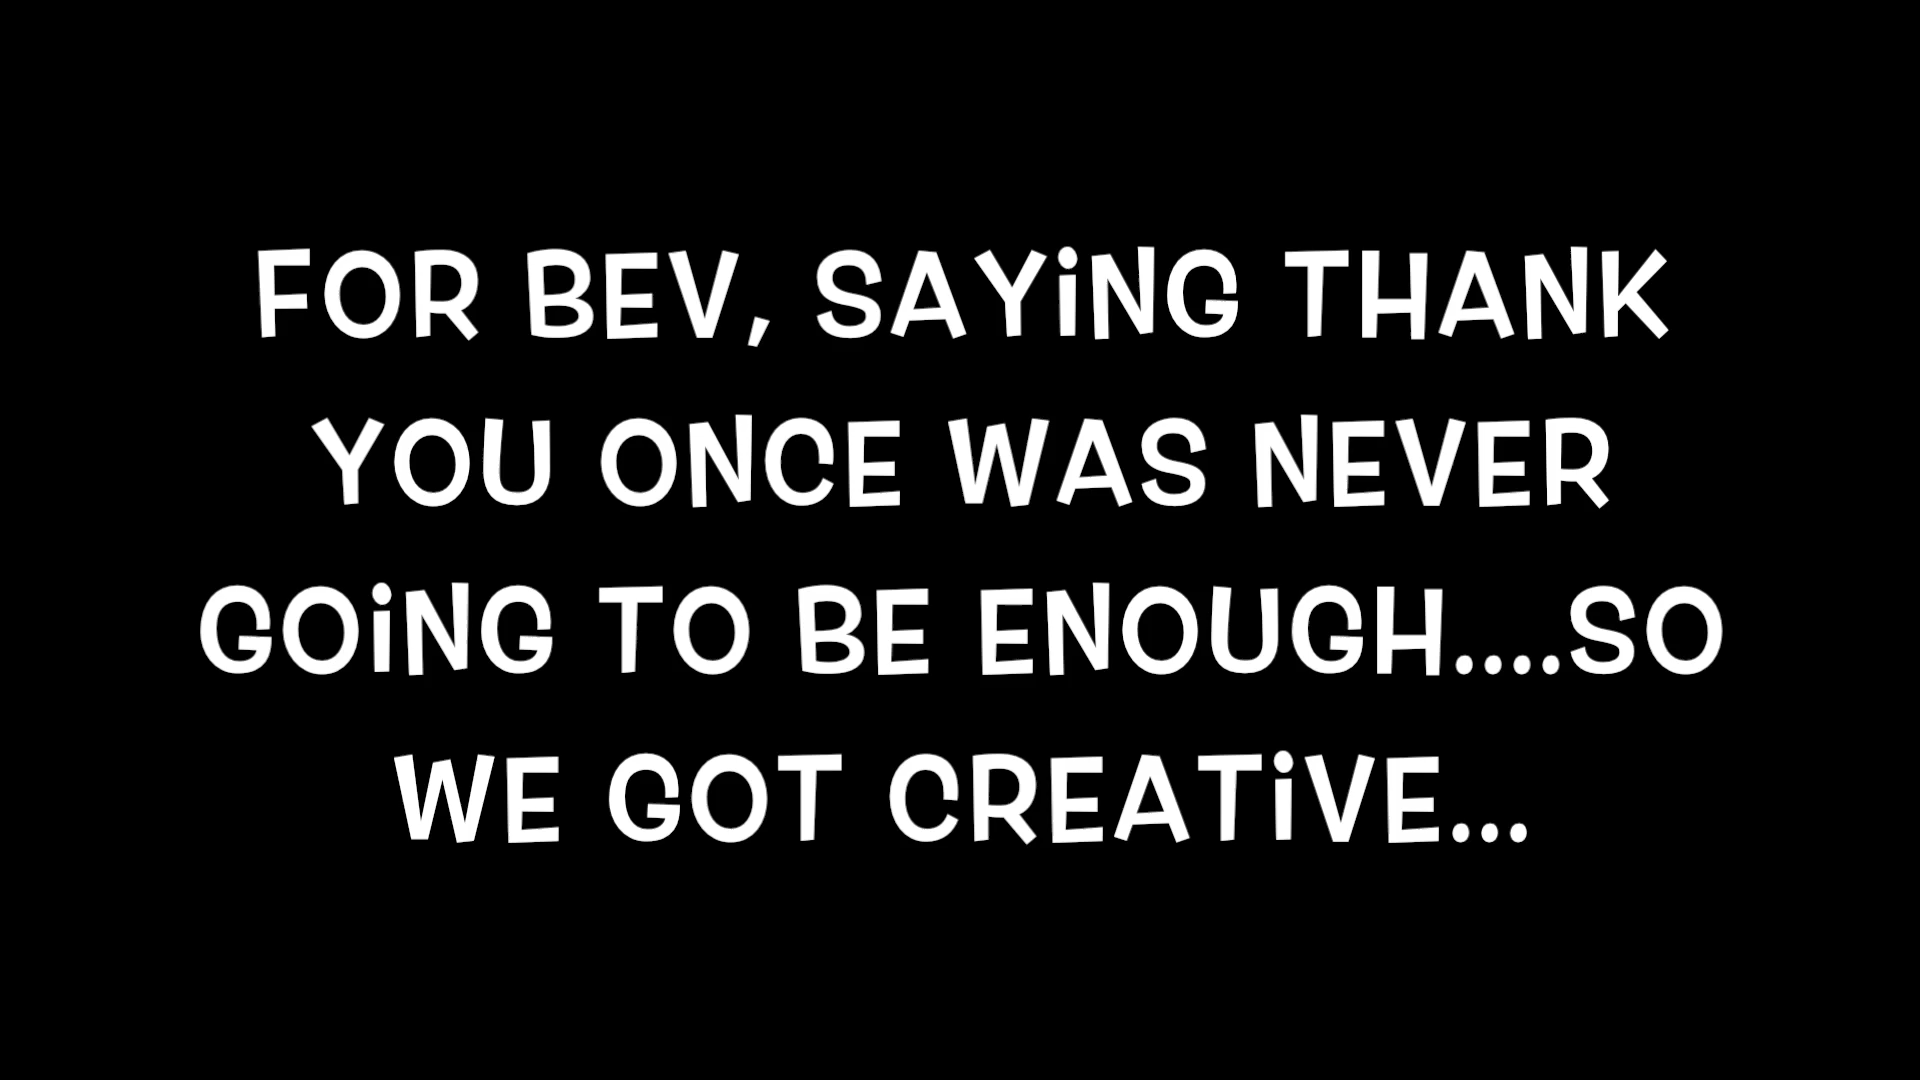 FOR BEV, SAYiNG THANK
YOU ONCE WAS NEVER
GOiNG TO BE ENOUGH....SO
WE GOT CREATiVE...